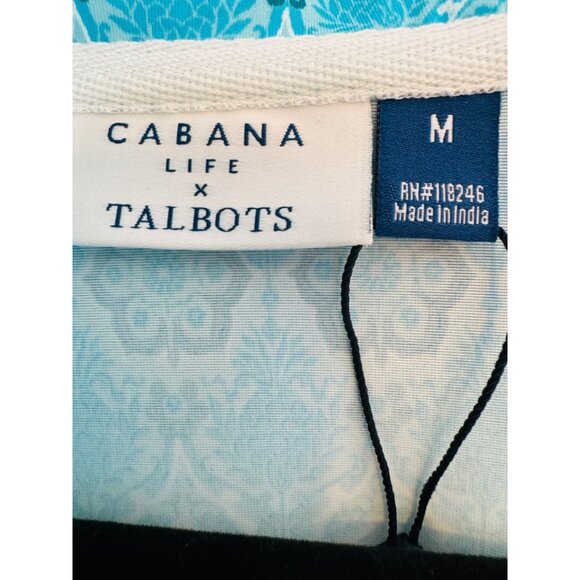 CABANA
LIFE
x
TALBOTS
M
RN#118246
Made in India